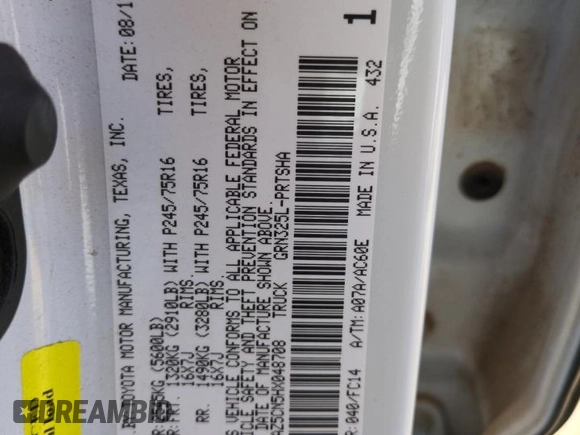 TOYOTA MOTOR MANUFACTURING, TEXAS, INC. DATE: 08/1
(5600LB)
1320KG (2910LB) WITH P245/75R16 TIRES,
16X7J RIMS,
RR. 1490KG (3280LB) WITH P245/75R16 TIRES,
16X7J RIMS.
VEHICLE CONFORMS TO ALL APPLICABLE FEDERAL MOTOR
VEHICLE SAFETY AND THEFT PREVENTION STANDARDS IN EFFECT ON
DATE OF MANUFACTURE SHOWN ABOVE.
TRUCK GRN325L-PRTSHA
040/FC14 A/TM:A07A/AC60E MADE IN U.S.A. 432
1
AUTOBIDCAR